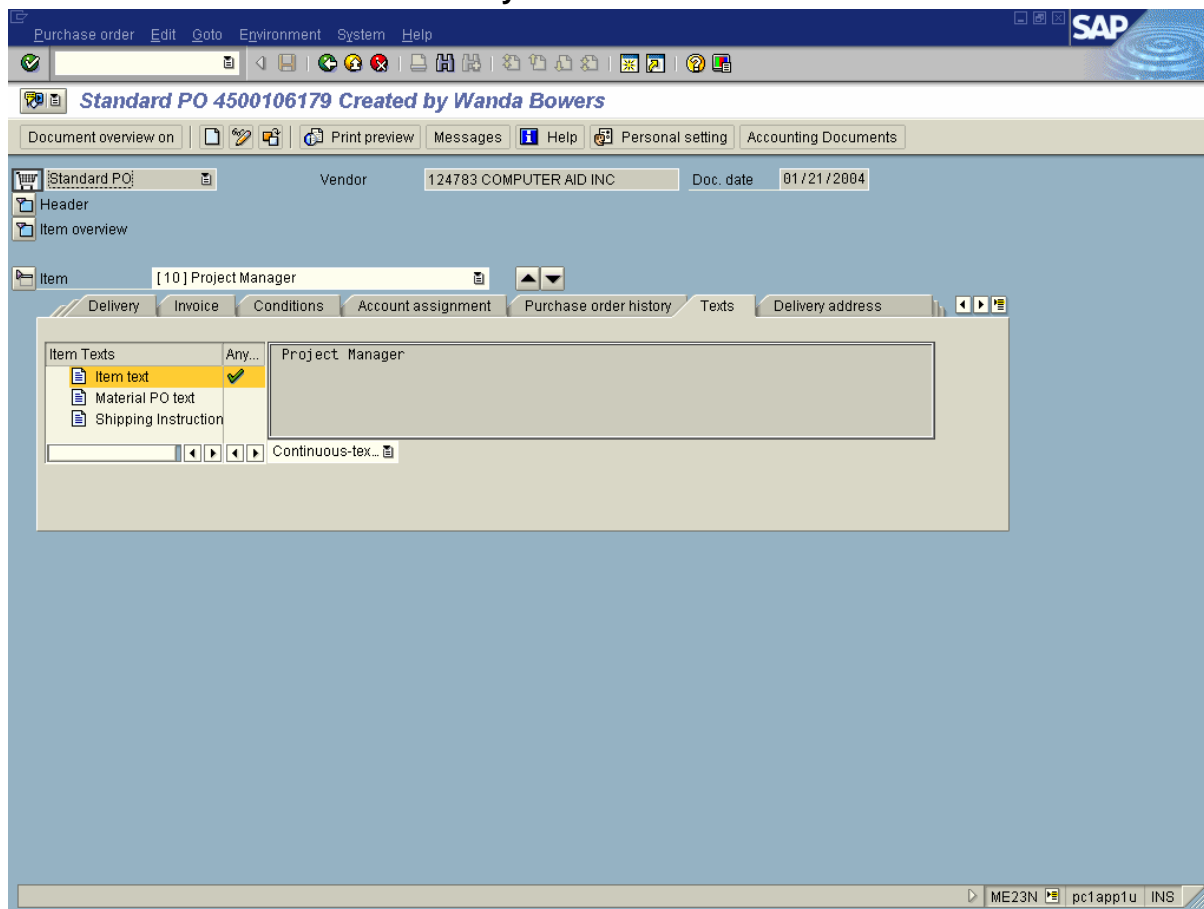 Purchase order Edit Goto Environment System Help
SAP
Standard PO 4500106179 Created by Wanda Bowers
Document overview on Print preview Messages Help Personal setting Accounting Documents
Standard PO Vendor 124783 COMPUTER AID INC Doc. date 01/21/2004
Header
Item overview
Item [ 10 ] Project Manager
Delivery Invoice Conditions Account assignment Purchase order history Texts Delivery address
Item Texts Any... Project Manager
Item text
Material PO text
Shipping Instruction
Continuous-tex...
ME23N pc1app1u INS